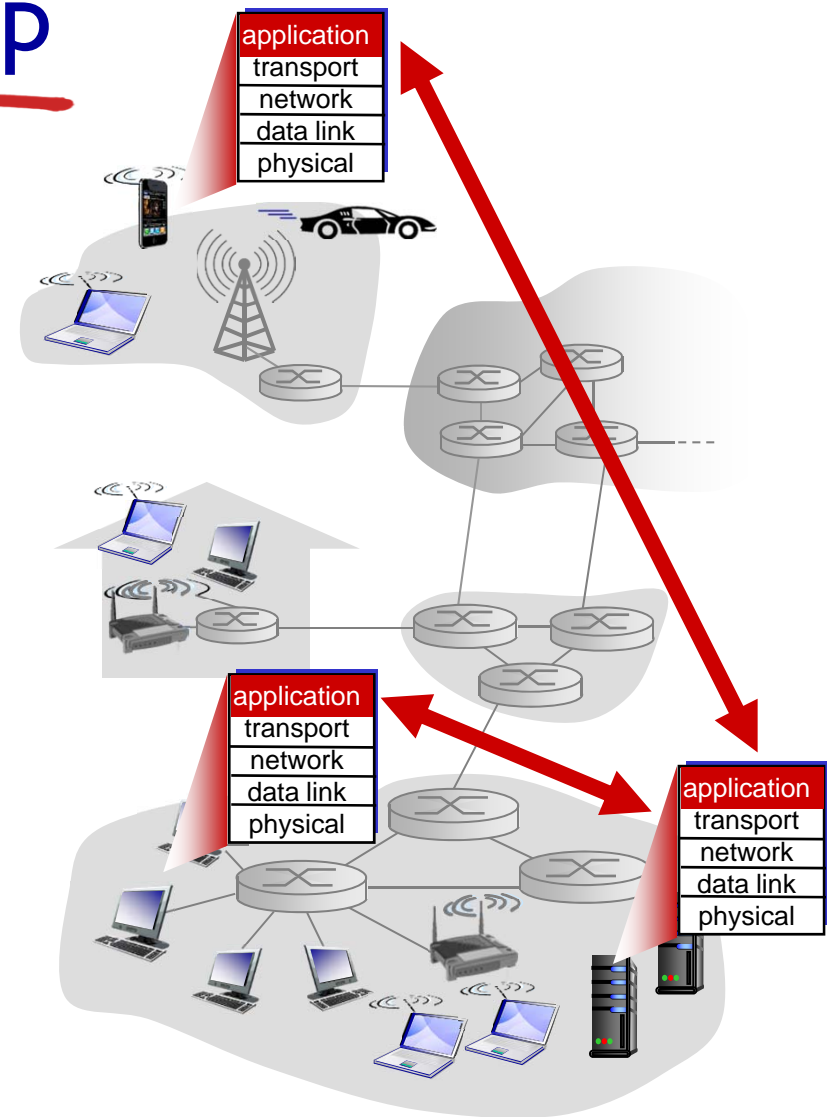 p
application
transport
network
data link
physical
application
transport
network
data link
physical
application
transport
network
data link
physical